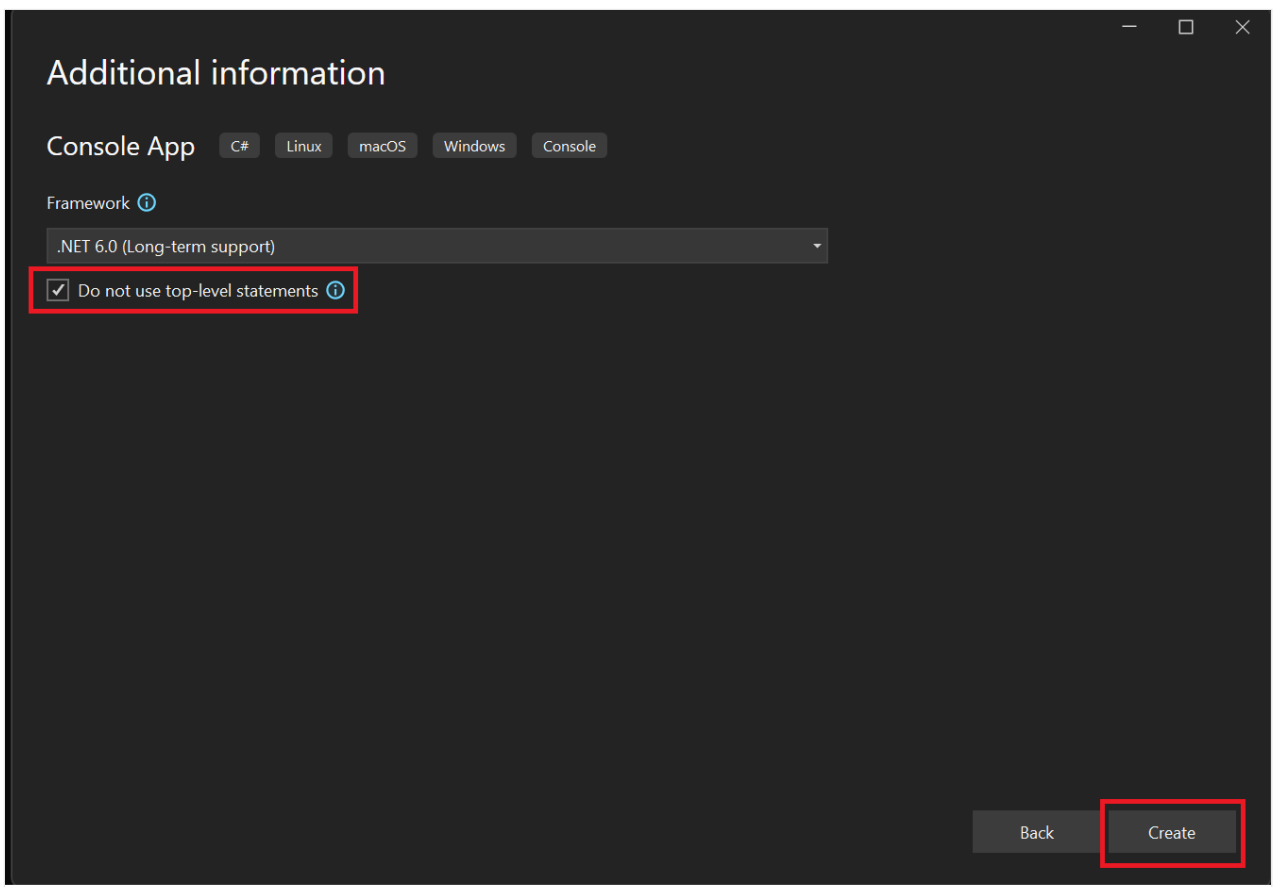 Additional information
Console App C# Linux macOS Windows Console
Framework
.NET 6.0 (Long-term support)
Do not use top-level statements
Back Create